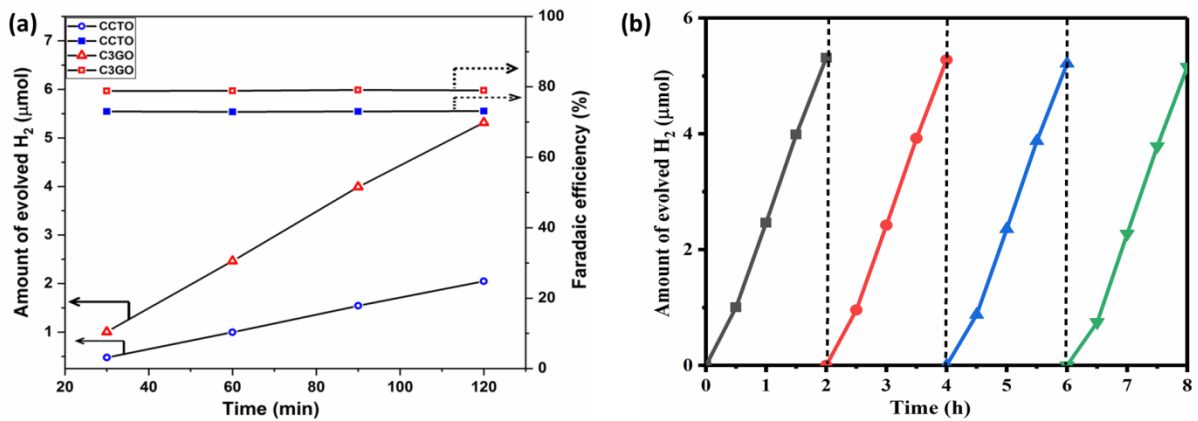 (a)
CCTO
CCTO
C3GO
C3GO
Amount of evolved H₂ (μmol)
7
6
5
4
3
2
1
100
80
60
40
20
0
Faradaic efficiency (%)
20 40 60 80 100 120
Time (min)
(b)
Amount of evolved H₂ (μmol)
6
4
2
0
0 1 2 3 4 5 6 7 8
Time (h)